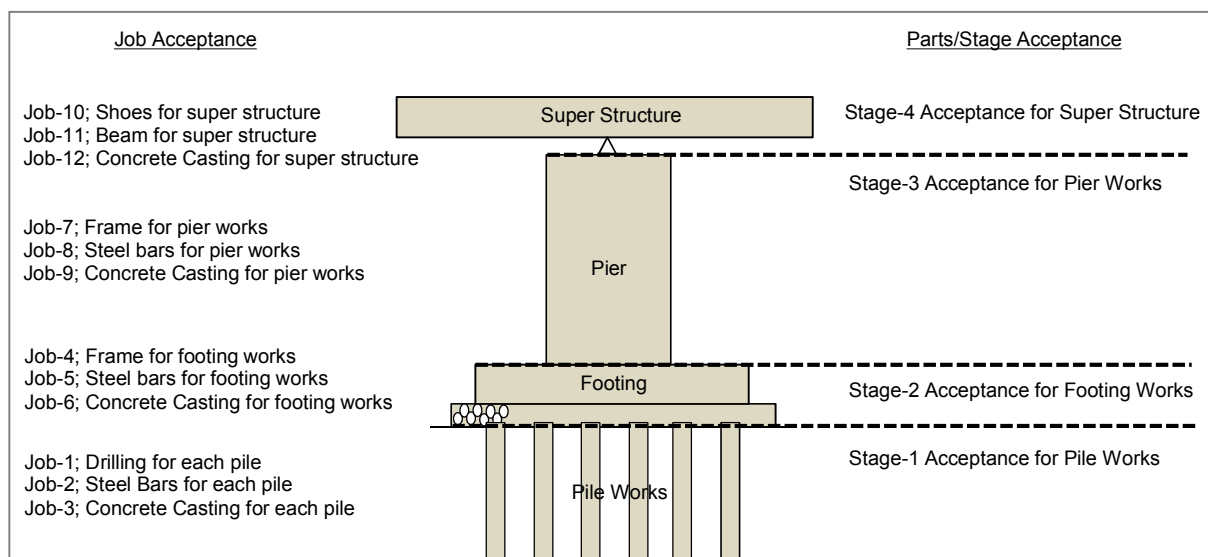 Job Acceptance
Parts/Stage Acceptance
Job-10; Shoes for super structure
Job-11; Beam for super structure
Job-12; Concrete Casting for super structure
Super Structure
Stage-4 Acceptance for Super Structure
Stage-3 Acceptance for Pier Works
Job-7; Frame for pier works
Job-8; Steel bars for pier works
Job-9; Concrete Casting for pier works
Pier
Job-4; Frame for footing works
Job-5; Steel bars for footing works
Job-6; Concrete Casting for footing works
Footing
Stage-2 Acceptance for Footing Works
Stage-1 Acceptance for Pile Works
Job-1; Drilling for each pile
Job-2; Steel Bars for each pile
Job-3; Concrete Casting for each pile
Pile Works